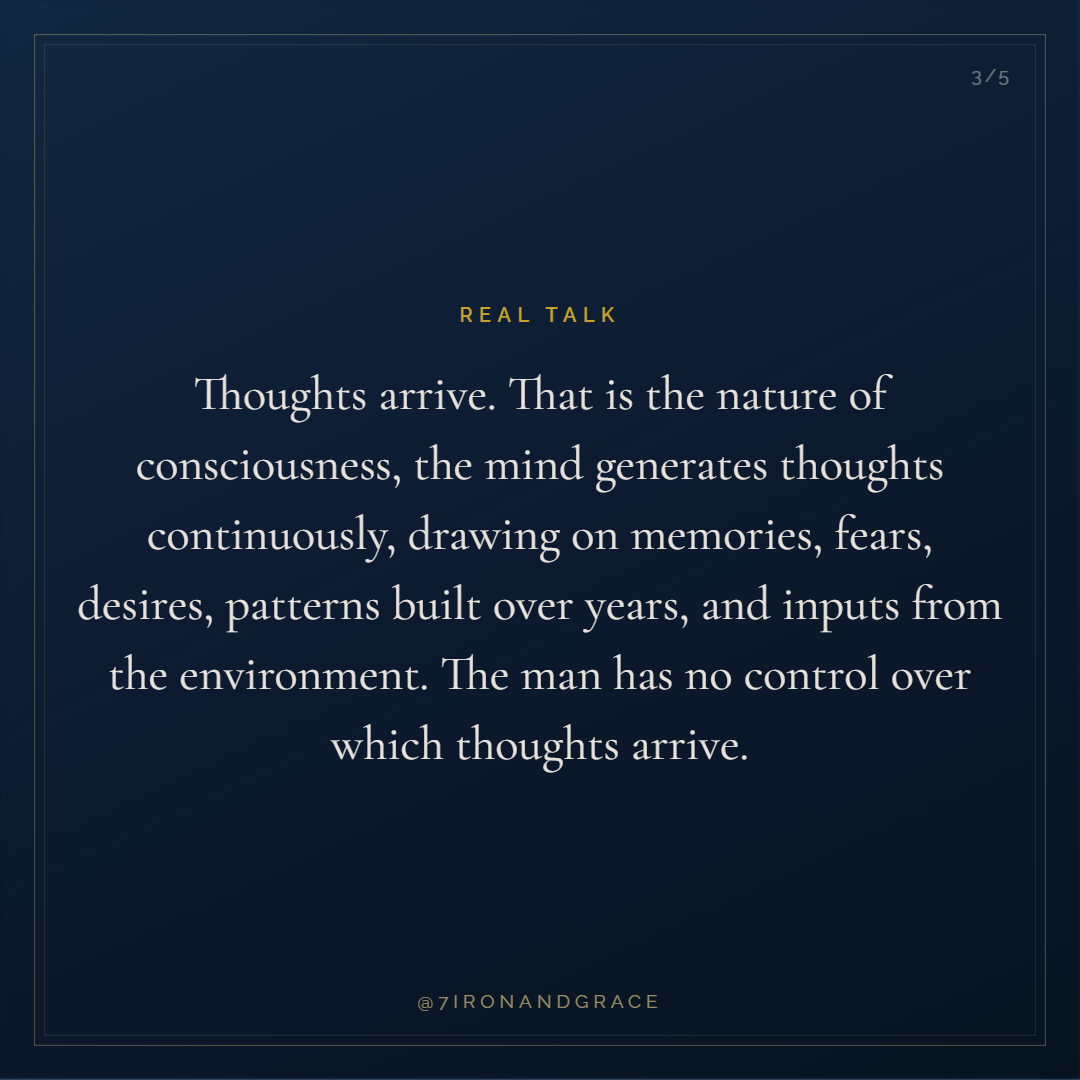 3/5
REAL TALK
Thoughts arrive. That is the nature of
consciousness, the mind generates thoughts
continuously, drawing on memories, fears,
desires, patterns built over years, and inputs from
the environment. The man has no control over
which thoughts arrive.
@7IRONANDGRACE